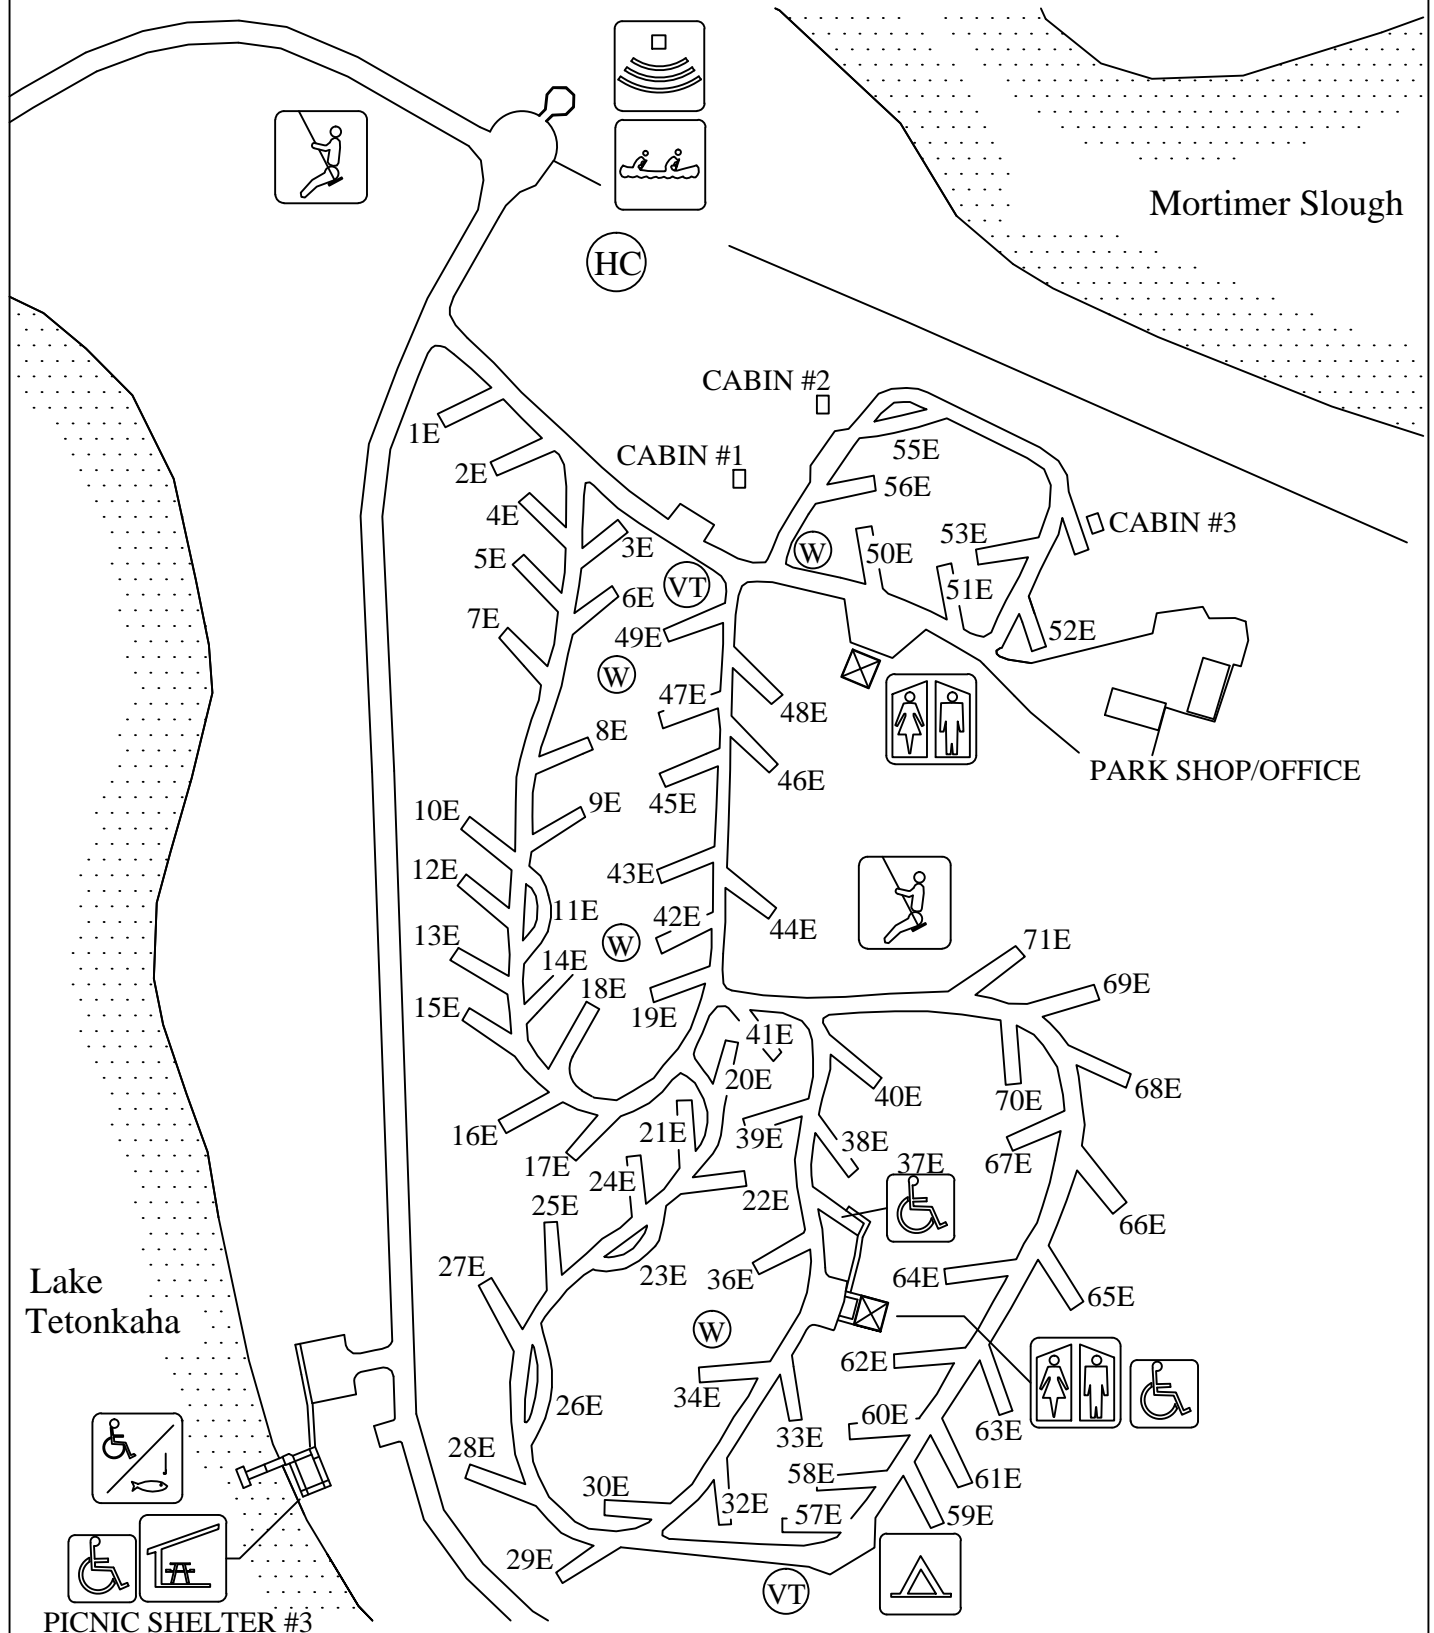 Mortimer Slough
HC
CABIN #2
1E
55E
CABIN #1
2E
56E
4E
CABIN #3
53E
3E
W
50E
5E
VT
51E
6E
7E
49E
52E
W
47E
48E
8E
46E
PARK SHOP/OFFICE
45E
9E
10E
12E
43E
11E
42E
44E
13E
W
71E
14E
18E
69E
15E
19E
41E
20E
40E
70E
68E
16E
21E
39E
38E
17E
37E
67E
24E
22E
25E
66E
27E
23E
36E
64E
Lake
65E
Tetonkaha
W
62E
34E
26E
60E
63E
33E
28E
58E
61E
30E
32E
57E
59E
29E
VT
PICNIC SHELTER #3